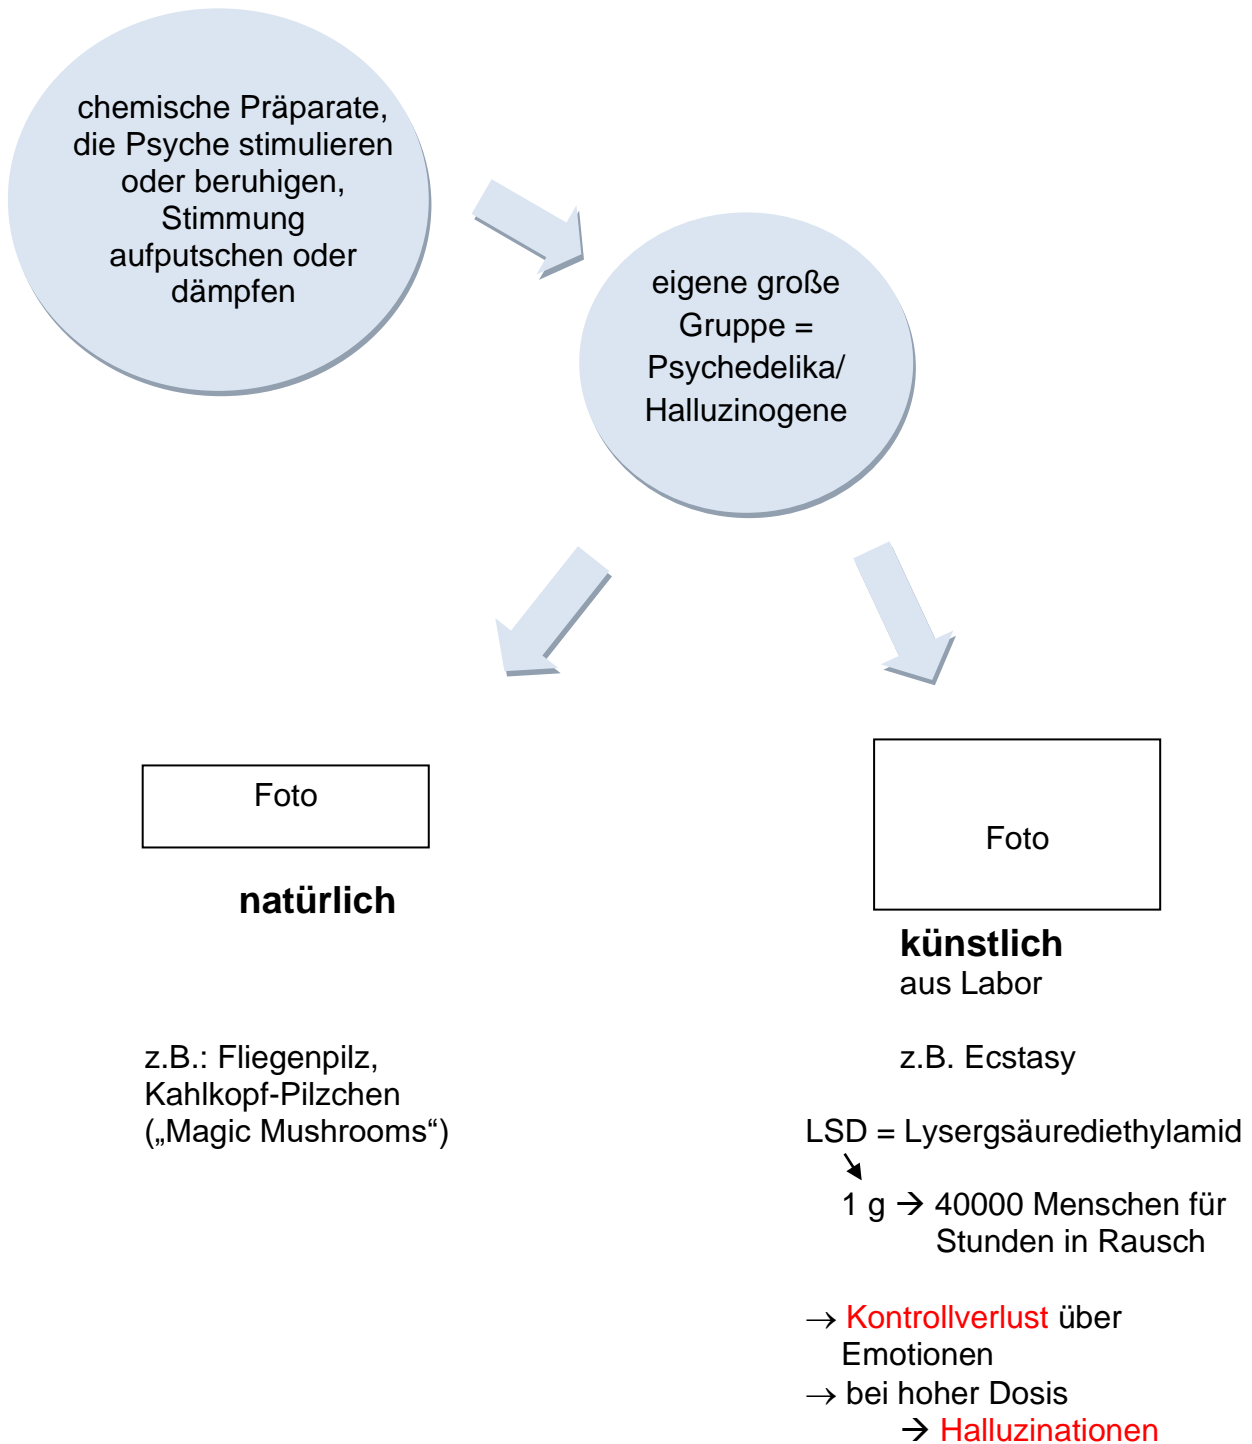 chemische Präparate,
die Psyche stimulieren
oder beruhigen,
Stimmung
aufputschen oder
dämpfen
eigene große
Gruppe =
Psychedelika/
Halluzinogene
Foto
natürlich
z.B.: Fliegenpilz,
Kahlkopf-Pilzchen
(„Magic Mushrooms“)
Foto
künstlich
aus Labor
z.B. Ecstasy
LSD = Lysergsäurediethylamid
1 g → 40000 Menschen für
Stunden in Rausch
→ Kontrollverlust über
Emotionen
→ bei hoher Dosis
→ Halluzinationen